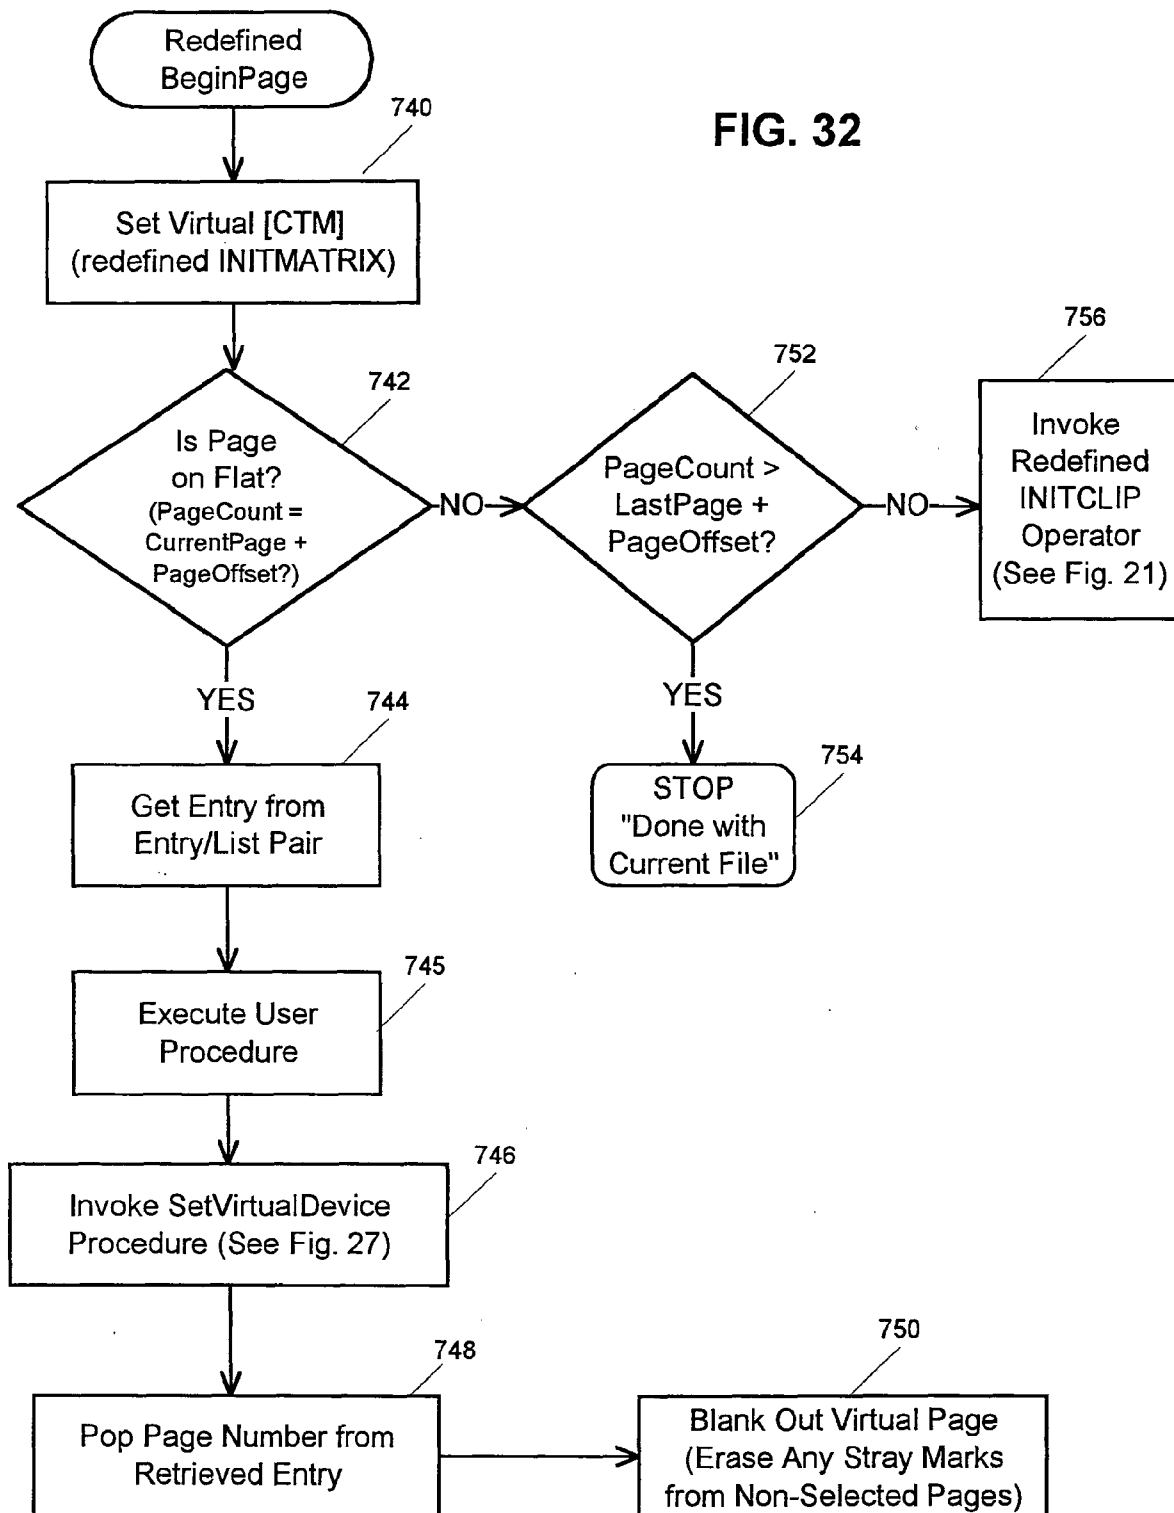 Redefined
BeginPage
FIG. 32
740
Set Virtual [CTM]
(redefined INITMATRIX)
742
Is Page
on Flat?
(PageCount =
CurrentPage +
PageOffset?)
NO
752
PageCount >
LastPage +
PageOffset?
NO
756
Invoke
Redefined
INITCLIP
Operator
(See Fig. 21)
YES
YES
744
Get Entry from
Entry/List Pair
754
STOP
"Done with
Current File"
745
Execute User
Procedure
746
Invoke SetVirtualDevice
Procedure (See Fig. 27)
748
Pop Page Number from
Retrieved Entry
750
Blank Out Virtual Page
(Erase Any Stray Marks
from Non-Selected Pages)